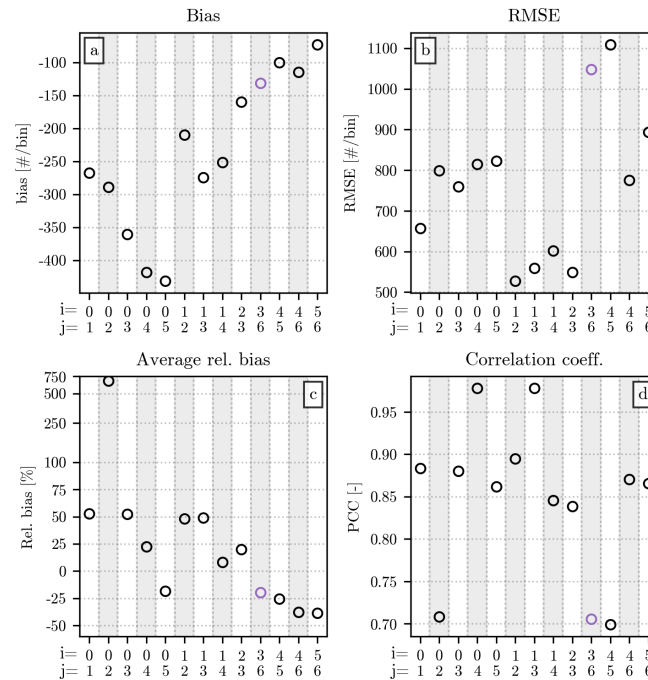 Bias
a
bias [#/bin]
-100
-150
-200
-250
-300
-350
-400
i= 0 0 0 0 0 1 1 1 2 3 4 4 5
j= 1 2 3 4 5 2 3 4 3 6 5 6 6
RMSE
b
RMSE [#/bin]
1100
1000
900
800
700
600
500
i= 0 0 0 0 0 1 1 1 2 3 4 4 5
j= 1 2 3 4 5 2 3 4 3 6 5 6 6
Average rel. bias
c
Rel. bias [%]
750
500
250
100
75
50
25
0
-25
-50
i= 0 0 0 0 0 1 1 1 2 3 4 4 5
j= 1 2 3 4 5 2 3 4 3 6 5 6 6
Correlation coeff.
d
PCC [-]
0.95
0.90
0.85
0.80
0.75
0.70
i= 0 0 0 0 0 1 1 1 2 3 4 4 5
j= 1 2 3 4 5 2 3 4 3 6 5 6 6